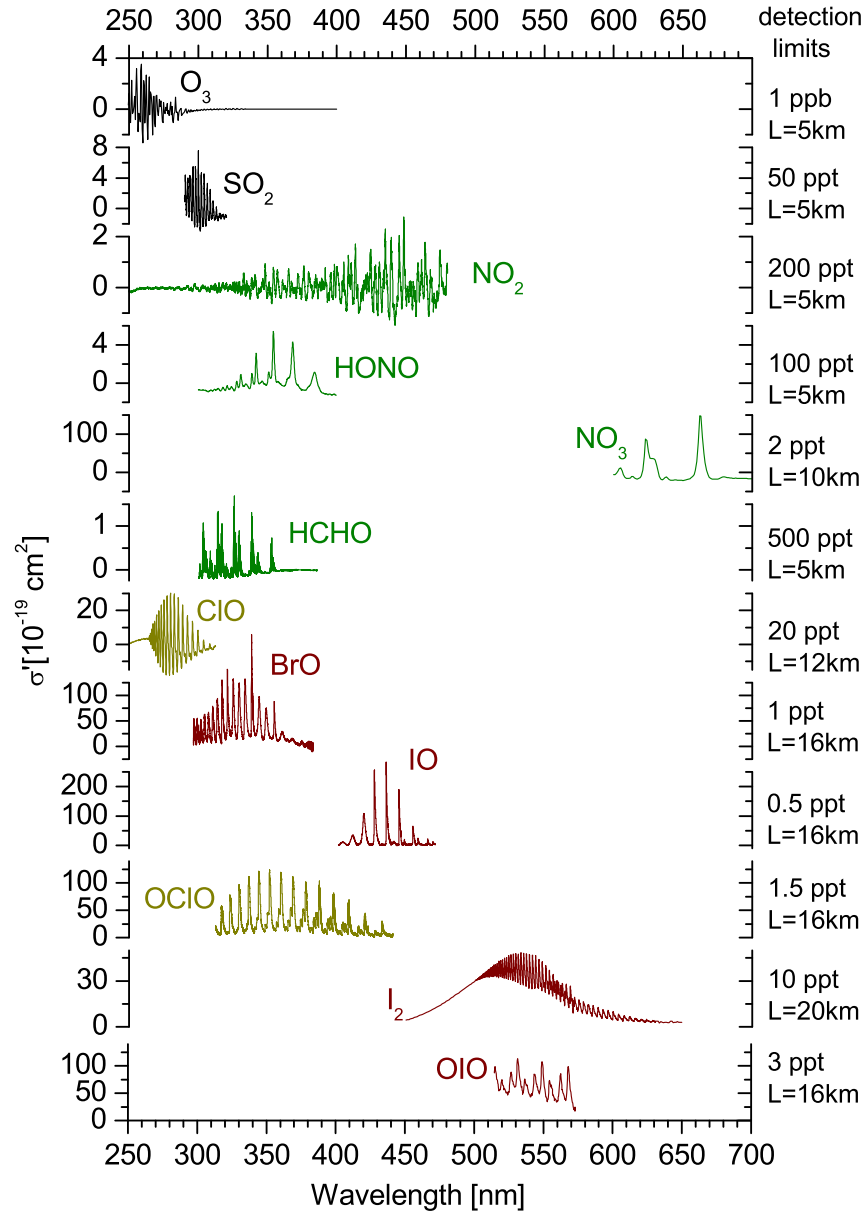 250 300 350 400 450 500 550 600 650
detection
limits
4
0
O3
1 ppb
L=5km
8
4
0
SO2
50 ppt
L=5km
2
0
NO2
200 ppt
L=5km
4
0
HONO
100 ppt
L=5km
100
0
NO3
2 ppt
L=10km
1
0
HCHO
500 ppt
L=5km
20
0
ClO
20 ppt
L=12km
100
50
0
BrO
1 ppt
L=16km
200
100
0
IO
0.5 ppt
L=16km
100
50
0
OClO
1.5 ppt
L=16km
30
0
I2
10 ppt
L=20km
100
50
0
OIO
3 ppt
L=16km
σ'[10^-19 cm^2]
250 300 350 400 450 500 550 600 650 700
Wavelength [nm]